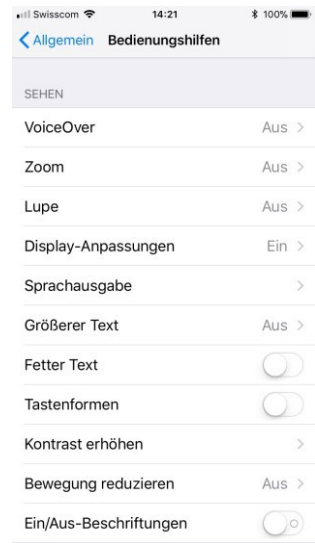 Swisscom 14:21 100%
Allgemein Bedienungshilfen
SEHEN
VoiceOver Aus
Zoom Aus
Lupe Aus
Display-Anpassungen Ein
Sprachausgabe
Größerer Text Aus
Fetter Text
Tastenformen
Kontrast erhöhen
Bewegung reduzieren Aus
Ein/Aus-Beschriftungen